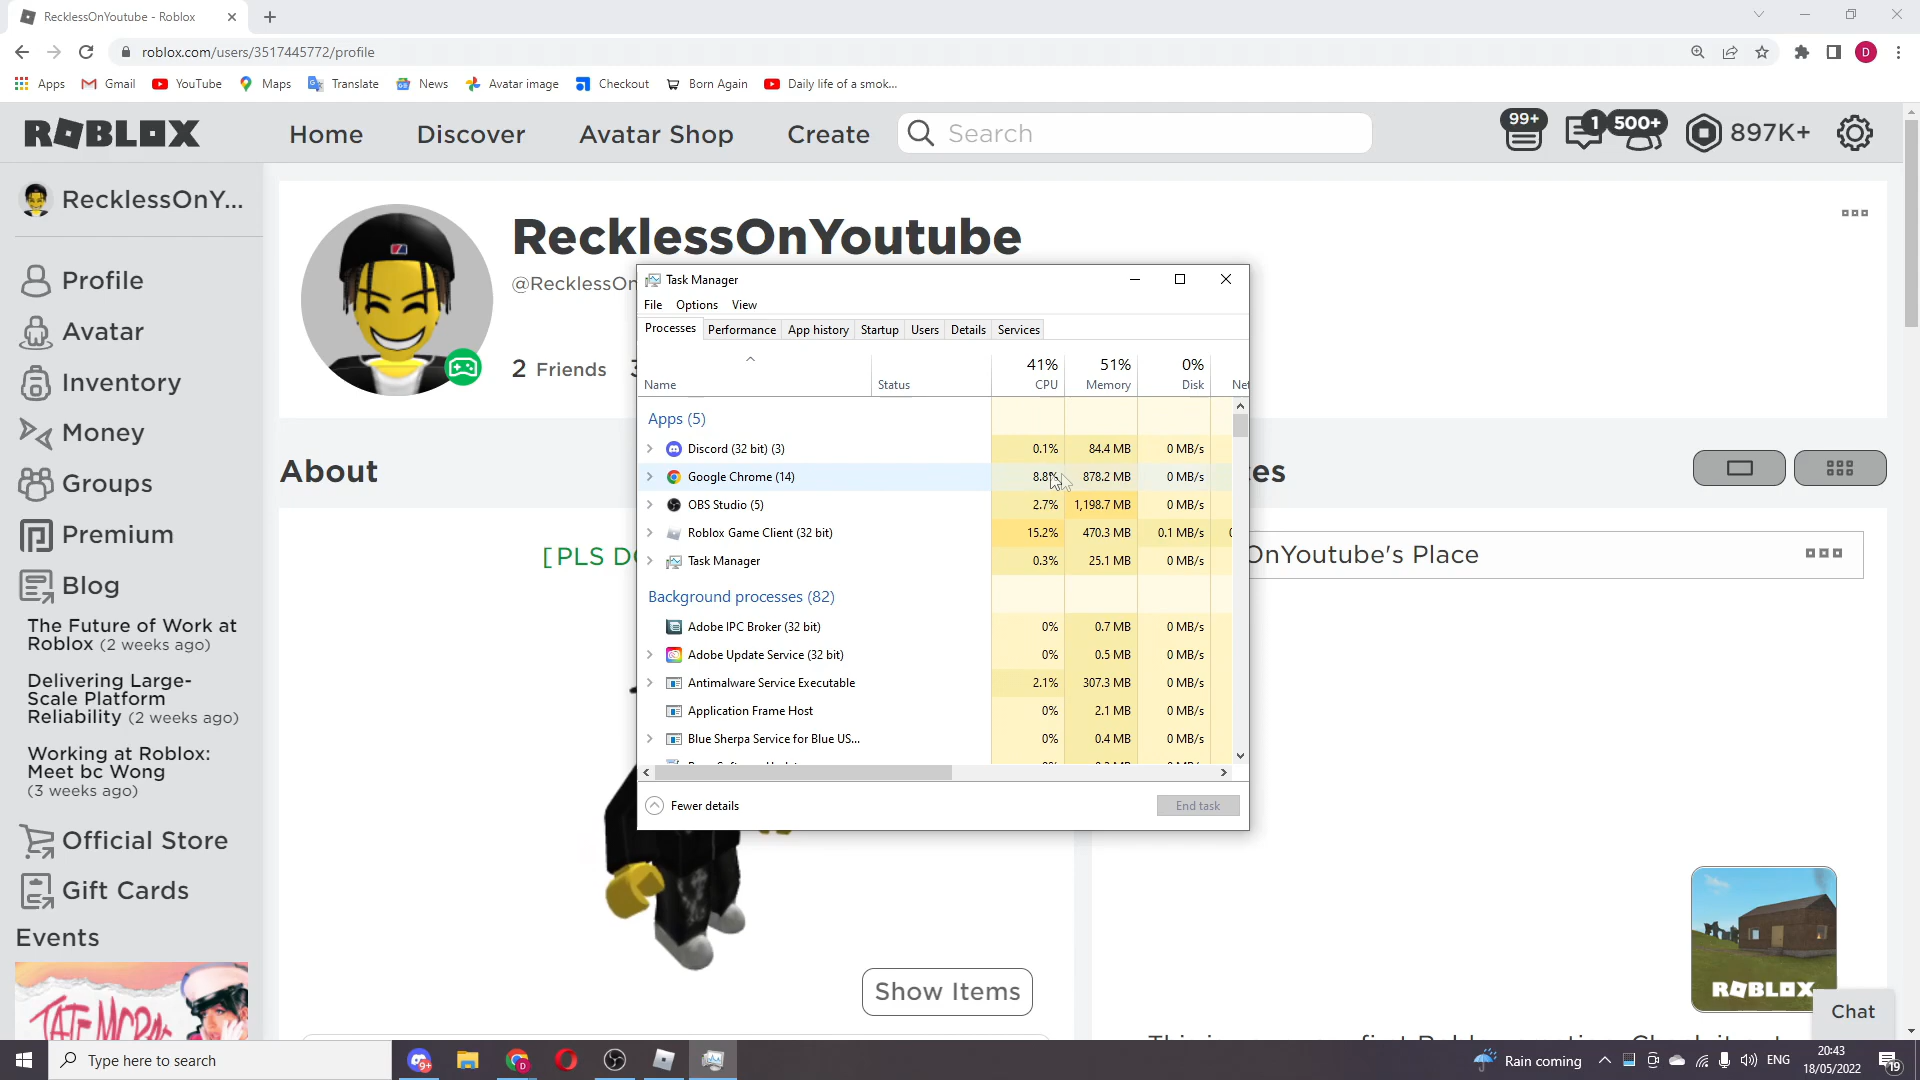 RecklessOnYoutube - Roblox
roblox.com/users/3517445772/profile
D
Apps
Gmail
YouTube
Maps
Translate
News
Avatar image
Checkout
Born Again
Daily life of a smok...
ROBLOX
Home
Discover
Avatar Shop
Create
Search
99+
1
500+
897K+
RecklessOnY...
Profile
Avatar
Inventory
Money
Groups
Premium
Blog
The Future of Work at
Roblox (2 weeks ago)
Delivering Large-
Scale Platform
Reliability (2 weeks ago)
Working at Roblox:
Meet bc Wong
(3 weeks ago)
Official Store
Gift Cards
Events
RecklessOnYoutube
2 Friends
About
Show Items
OnYoutube's Place
ROBLOX
Chat
Task Manager
File Options View
Processes Performance App history Startup Users Details Services
41% 51% 0%
Name Status CPU Memory Disk
Apps (5)
Discord (32 bit) (3) 0.1% 84.4 MB 0 MB/s
Google Chrome (14) 8.8% 878.2 MB 0 MB/s
OBS Studio (5) 2.7% 1,198.7 MB 0 MB/s
Roblox Game Client (32 bit) 15.2% 470.3 MB 0.1 MB/s
Task Manager 0.3% 25.1 MB 0 MB/s
Background processes (82)
Adobe IPC Broker (32 bit) 0% 0.7 MB 0 MB/s
Adobe Update Service (32 bit) 0% 0.5 MB 0 MB/s
Antimalware Service Executable 2.1% 307.3 MB 0 MB/s
Application Frame Host 0% 2.1 MB 0 MB/s
Blue Sherpa Service for Blue US... 0% 0.4 MB 0 MB/s
Fewer details
End task
Type here to search
9+
Rain coming
ENG
20:43
18/05/2022
19